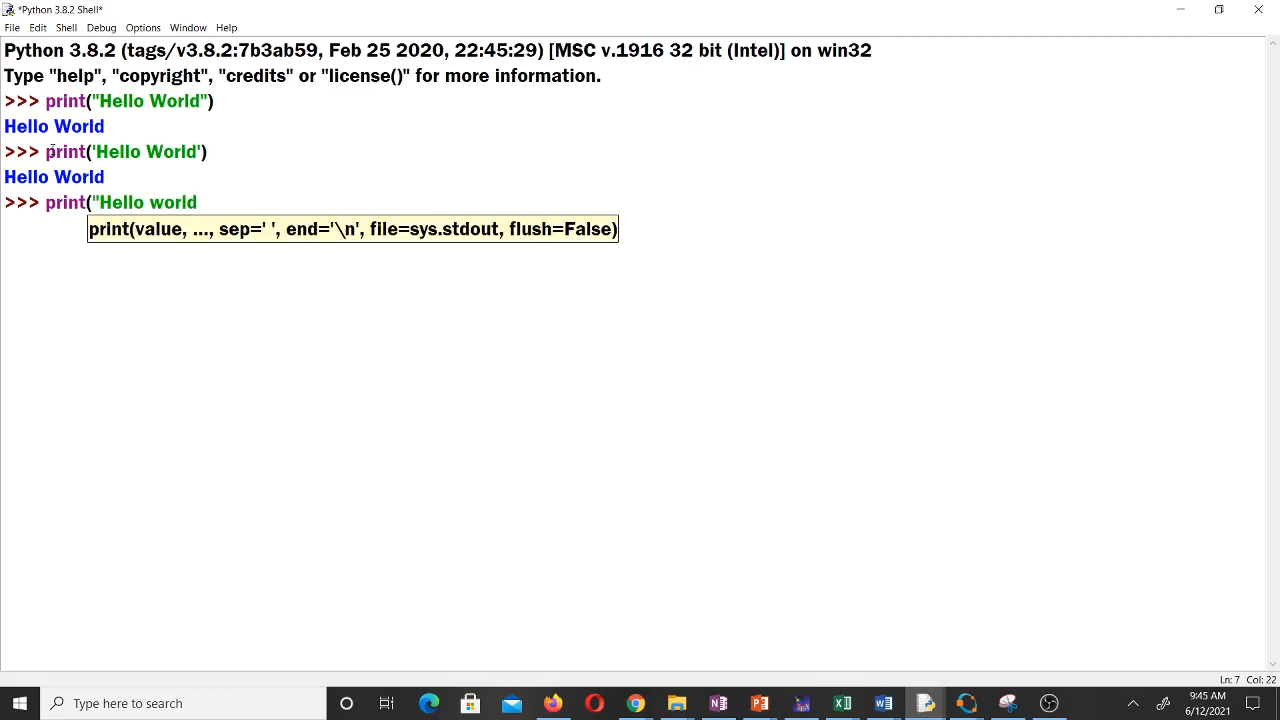 *Python 3.8.2 Shell*
File Edit Shell Debug Options Window Help
Python 3.8.2 (tags/v3.8.2:7b3ab59, Feb 25 2020, 22:45:29) [MSC v.1916 32 bit (Intel)] on win32
Type "help", "copyright", "credits" or "license()" for more information.
>>> print("Hello World")
Hello World
>>> print('Hello World')
Hello World
>>> print("Hello world
print(value, ..., sep=' ', end='\n', file=sys.stdout, flush=False)
Ln: 7 Col: 22
Type here to search
9:45 AM
6/12/2021